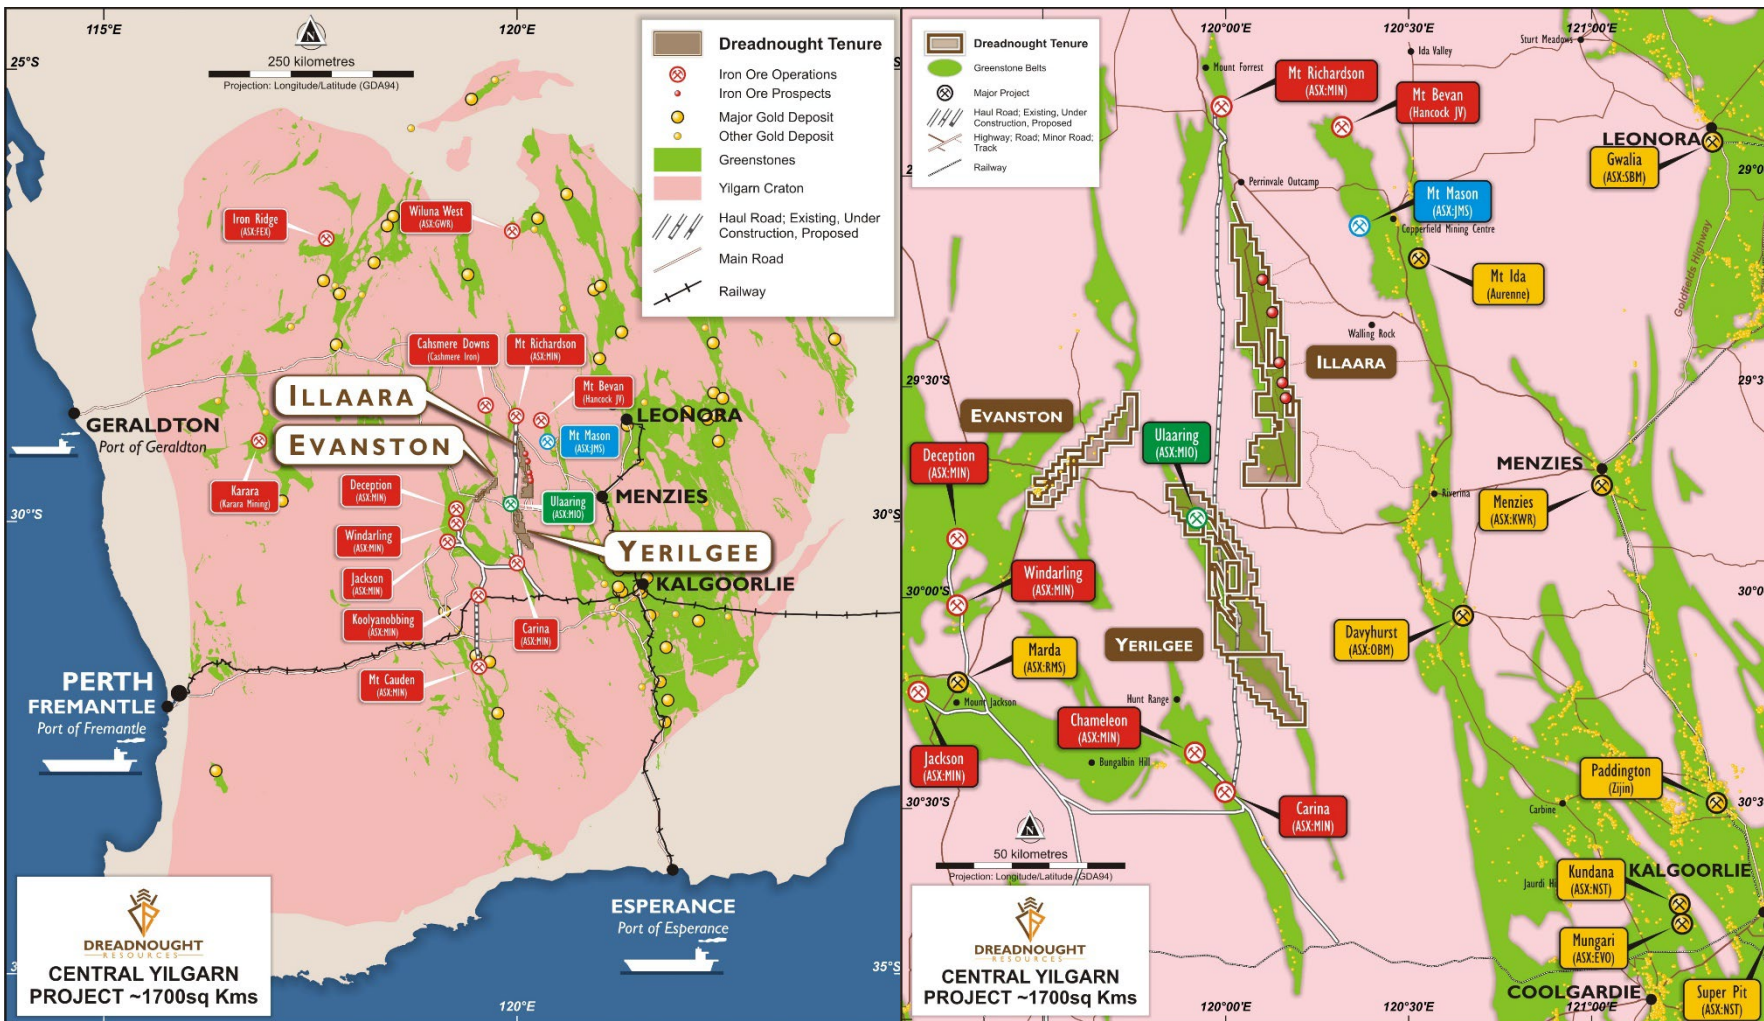 115°E
120°E
25°S
N
250 kilometres
Projection: Longitude/Latitude (GDA94)
Dreadnought Tenure
Iron Ore Operations
Iron Ore Prospects
Major Gold Deposit
Other Gold Deposit
Greenstones
Yilgarn Craton
Haul Road; Existing, Under
Construction, Proposed
Main Road
Railway
Iron Ridge
(ASX:FEX)
Wiluna West
(ASX:GWR)
Cahsmere Downs
(Cashmere Iron)
Mt Richardson
(ASX:MIN)
Mt Bevan
(Hancock JV)
ILLAARA
LEONORA
GERALDTON
Port of Geraldton
EVANSTON
Mt Mason
(ASX:JMS)
Karara
(Karara Mining)
Deception
(ASX:MIN)
MENZIES
Ulaaring
(ASX:MIO)
30°S
30°S
Windarling
(ASX:MIN)
YERILGEE
Jackson
(ASX:MIN)
KALGOORLIE
Koolyanobbing
(ASX:MIN)
Carina
(ASX:MIN)
Mt Cauden
(ASX:MIN)
PERTH
FREMANTLE
Port of Fremantle
ESPERANCE
Port of Esperance
DREADNOUGHT
RESOURCES
CENTRAL YILGARN
PROJECT ~1700sq Kms
35°S
120°E
120°00'E
120°30'E
121°00'E
Dreadnought Tenure
Greenstone Belts
Major Project
Haul Road; Existing, Under
Construction, Proposed
Highway; Road; Minor Road;
Track
Railway
Sturt Meadows
Ida Valley
Mount Forrest
Mt Richardson
(ASX:MIN)
Mt Bevan
(Hancock JV)
LEONORA
Gwalia
(ASX:SBM)
Perrinvale Outcamp
Mt Mason
(ASX:JMS)
Copperfield Mining Centre
Mt Ida
(Aurenne)
Goldfields Highway
Walling Rock
ILLAARA
29°30'S
29°30'S
EVANSTON
Ulaaring
(ASX:MIO)
Deception
(ASX:MIN)
MENZIES
Riverina
Menzies
(ASX:KWR)
Windarling
(ASX:MIN)
30°00'S
30°00'S
Marda
(ASX:RMS)
YERILGEE
Davyhurst
(ASX:OBM)
Mount Jackson
Hunt Range
Chameleon
(ASX:MIN)
Jackson
(ASX:MIN)
Bungalbin Hill
Paddington
(Zijin)
Carina
(ASX:MIN)
Carbine
30°30'S
N
50 kilometres
Projection: Longitude/Latitude (GDA94)
Kundana
(ASX:NST)
KALGOORLIE
Mungari
(ASX:EVO)
DREADNOUGHT
RESOURCES
CENTRAL YILGARN
PROJECT ~1700sq Kms
COOLGARDIE
Super Pit
(ASX:NST)
120°00'E
120°30'E
121°00'E